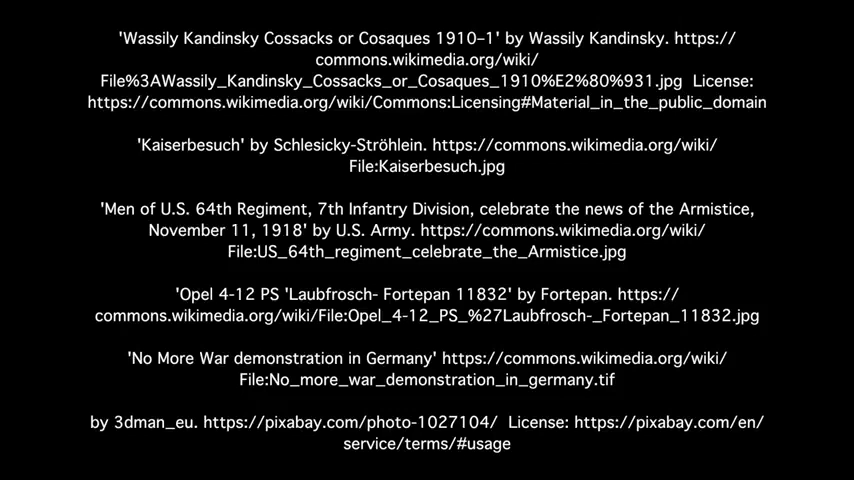 'Wassily Kandinsky Cossacks or Cosaques 1910–1' by Wassily Kandinsky. https://
commons.wikimedia.org/wiki/
File%3AWassily_Kandinsky_Cossacks_or_Cosaques_1910%E2%80%931.jpg License:
https://commons.wikimedia.org/wiki/Commons:Licensing#Material_in_the_public_domain
'Kaiserbesuch' by Schlesicky-Ströhlein. https://commons.wikimedia.org/wiki/
File:Kaiserbesuch.jpg
'Men of U.S. 64th Regiment, 7th Infantry Division, celebrate the news of the Armistice,
November 11, 1918' by U.S. Army. https://commons.wikimedia.org/wiki/
File:US_64th_regiment_celebrate_the_Armistice.jpg
'Opel 4-12 PS 'Laubfrosch- Fortepan 11832' by Fortepan. https://
commons.wikimedia.org/wiki/File:Opel_4-12_PS_%27Laubfrosch-_Fortepan_11832.jpg
'No More War demonstration in Germany' https://commons.wikimedia.org/wiki/
File:No_more_war_demonstration_in_germany.tif
by 3dman_eu. https://pixabay.com/photo-1027104/ License: https://pixabay.com/en/
service/terms/#usage